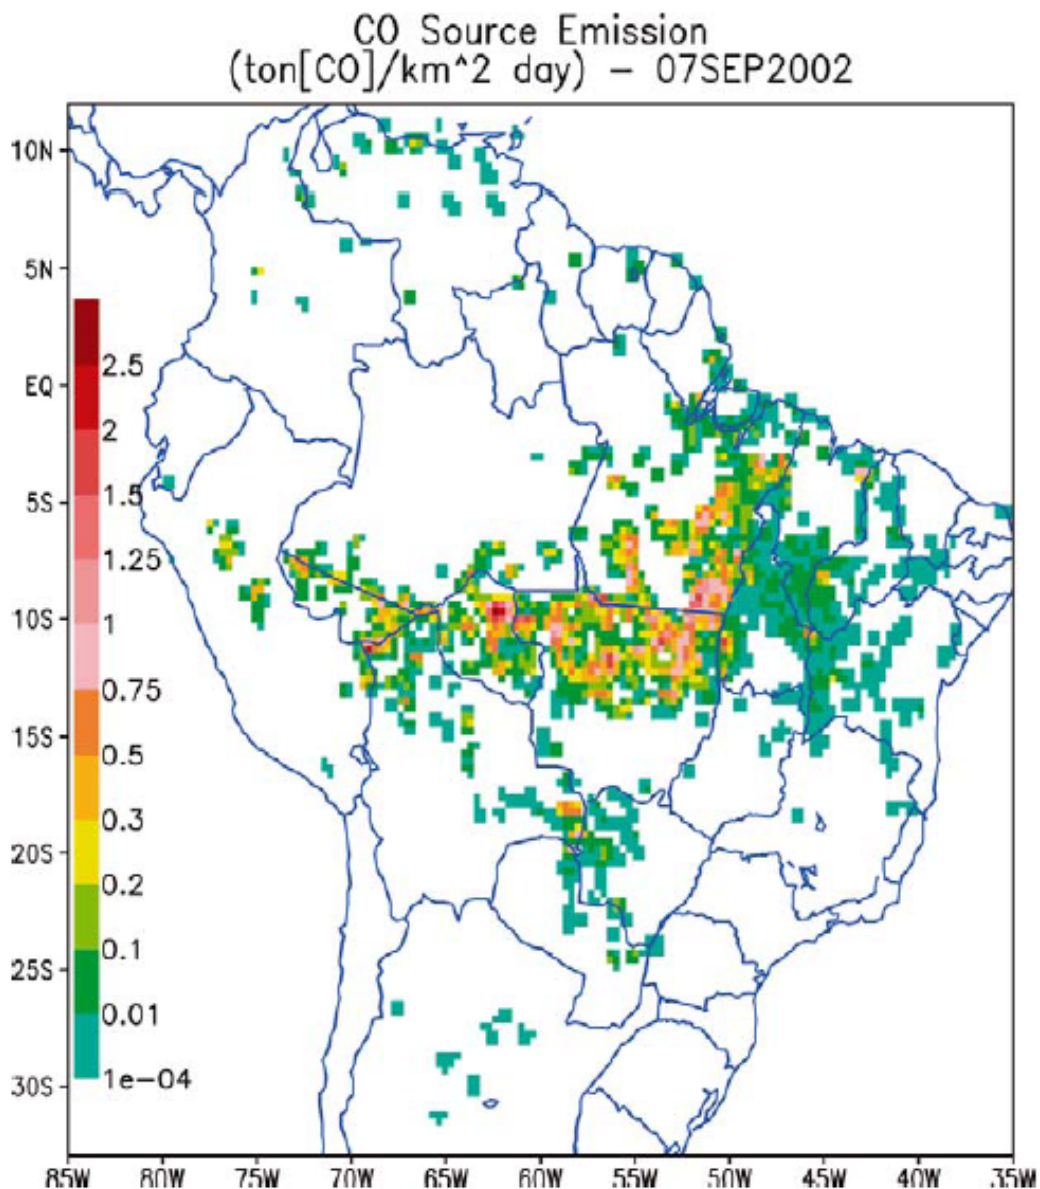 CO Source Emission
(ton[CO]/km^2 day) - 07SEP2002
10N
5N
EQ
5S
10S
15S
20S
25S
30S
2.5
2
1.5
1.25
1
0.75
0.5
0.3
0.2
0.1
0.01
1e-04
85W 80W 75W 70W 65W 60W 55W 50W 45W 40W 35W